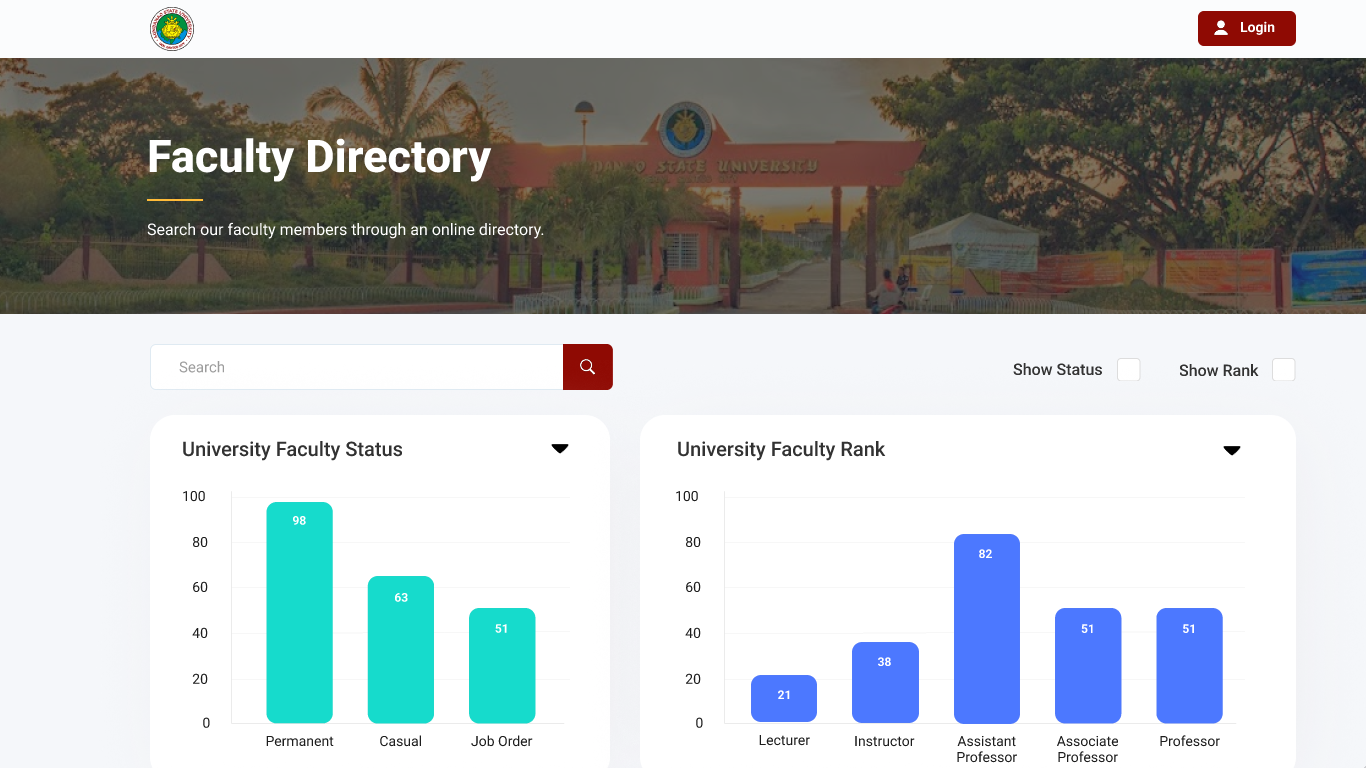 Login
STATE UNIVERSITY
Faculty Directory
Search our faculty members through an online directory.
Search
Show Status
Show Rank
University Faculty Status
University Faculty Rank
100
80
60
40
20
0
98
63
51
Permanent
Casual
Job Order
100
80
60
40
20
0
21
38
82
51
51
Lecturer
Instructor
Assistant
Professor
Associate
Professor
Professor